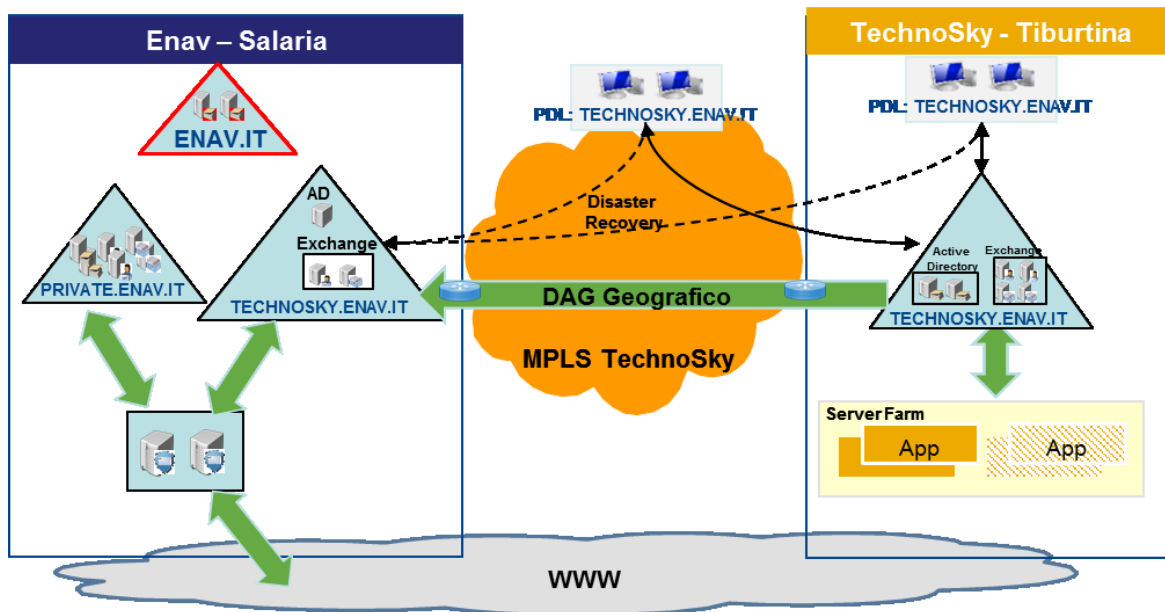 Enav – Salaria
TechnoSky - Tiburtina
ENAV.IT
PDL: TECHNOSKY.ENAV.IT
PDL: TECHNOSKY.ENAV.IT
AD
Exchange
PRIVATE.ENAV.IT
TECHNOSKY.ENAV.IT
Disaster
Recovery
DAG Geografico
MPLS TechnoSky
Active
Directory
Exchange
TECHNOSKY.ENAV.IT
Server Farm
App
App
WWW